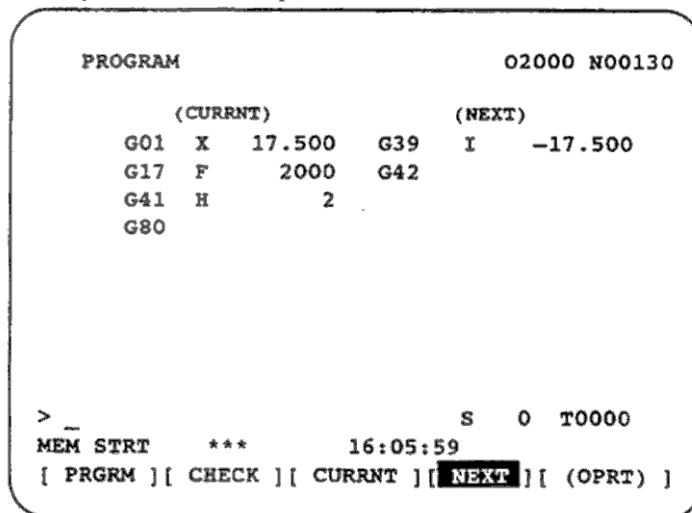 PROGRAM O2000 N00130
(CURRNT) (NEXT)
G01 X 17.500 G39 I −17.500
G17 F 2000 G42
G41 H 2
G80
> _ S 0 T0000
MEM STRT *** 16:05:59
[ PRGRM ][ CHECK ][ CURRNT ][ NEXT ][ (OPRT) ]